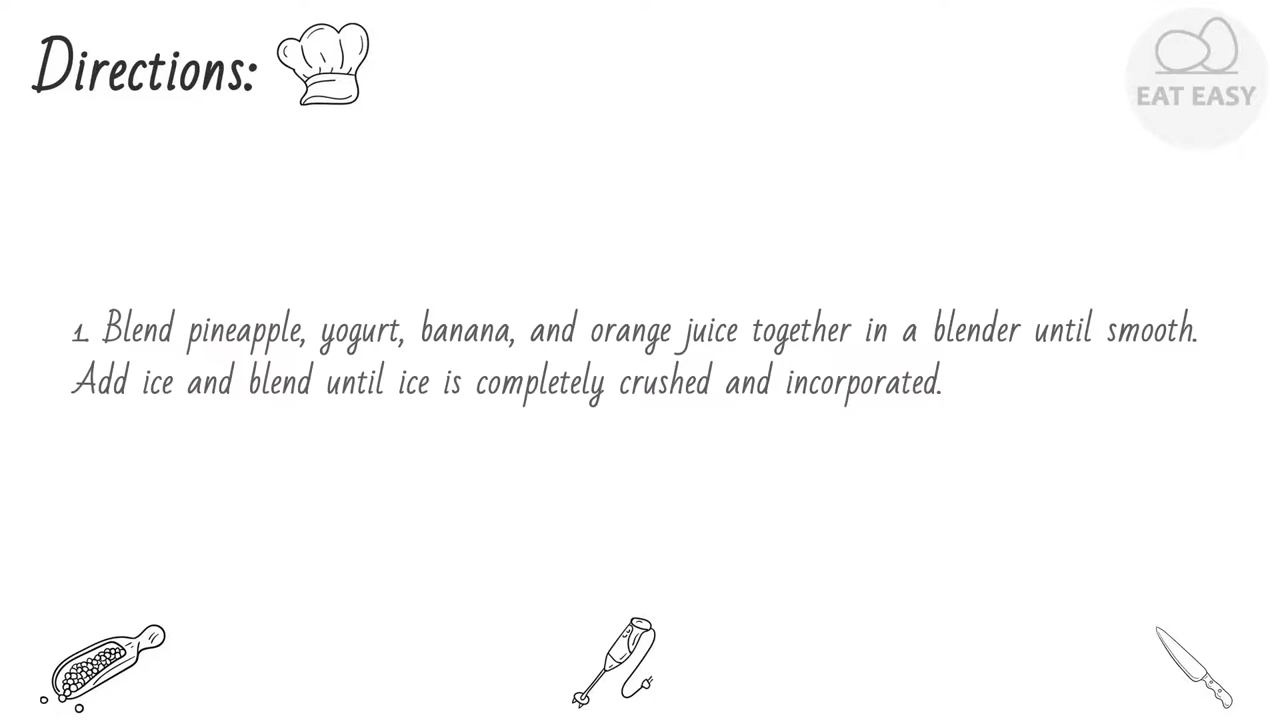 Directions:
EAT EASY
1. Blend pineapple, yogurt, banana, and orange juice together in a blender until smooth.
Add ice and blend until ice is completely crushed and incorporated.